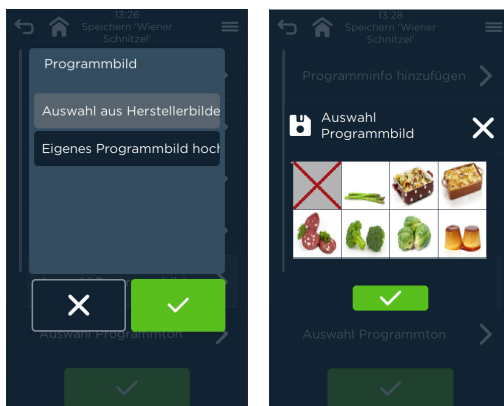 13:26
Speichern 'Wiener
Schnitzel'
Programmbild
Auswahl aus Herstellerbilde
Eigenes Programmbild hoch
Auswahl Programmton
13:28
Speichern 'Wiener
Schnitzel'
Programminfo hinzufügen
Auswahl
Programmbild
Auswahl Programmton